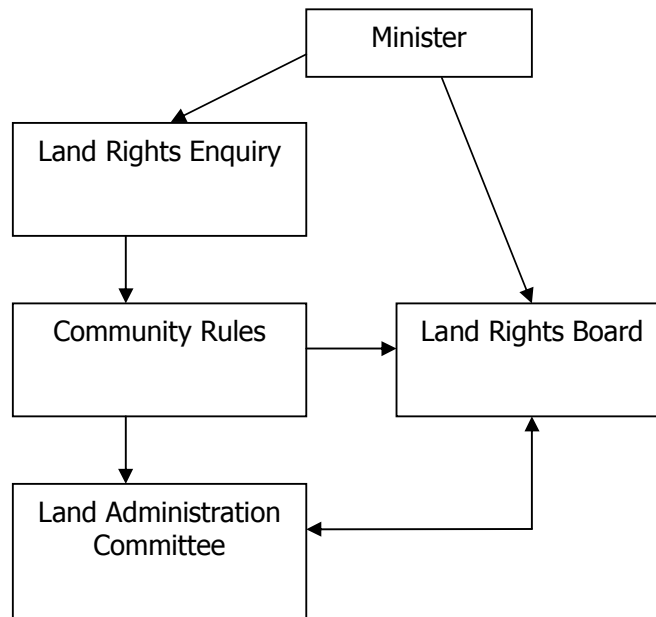 Minister
Land Rights Enquiry
Community Rules
Land Rights Board
Land Administration
Committee